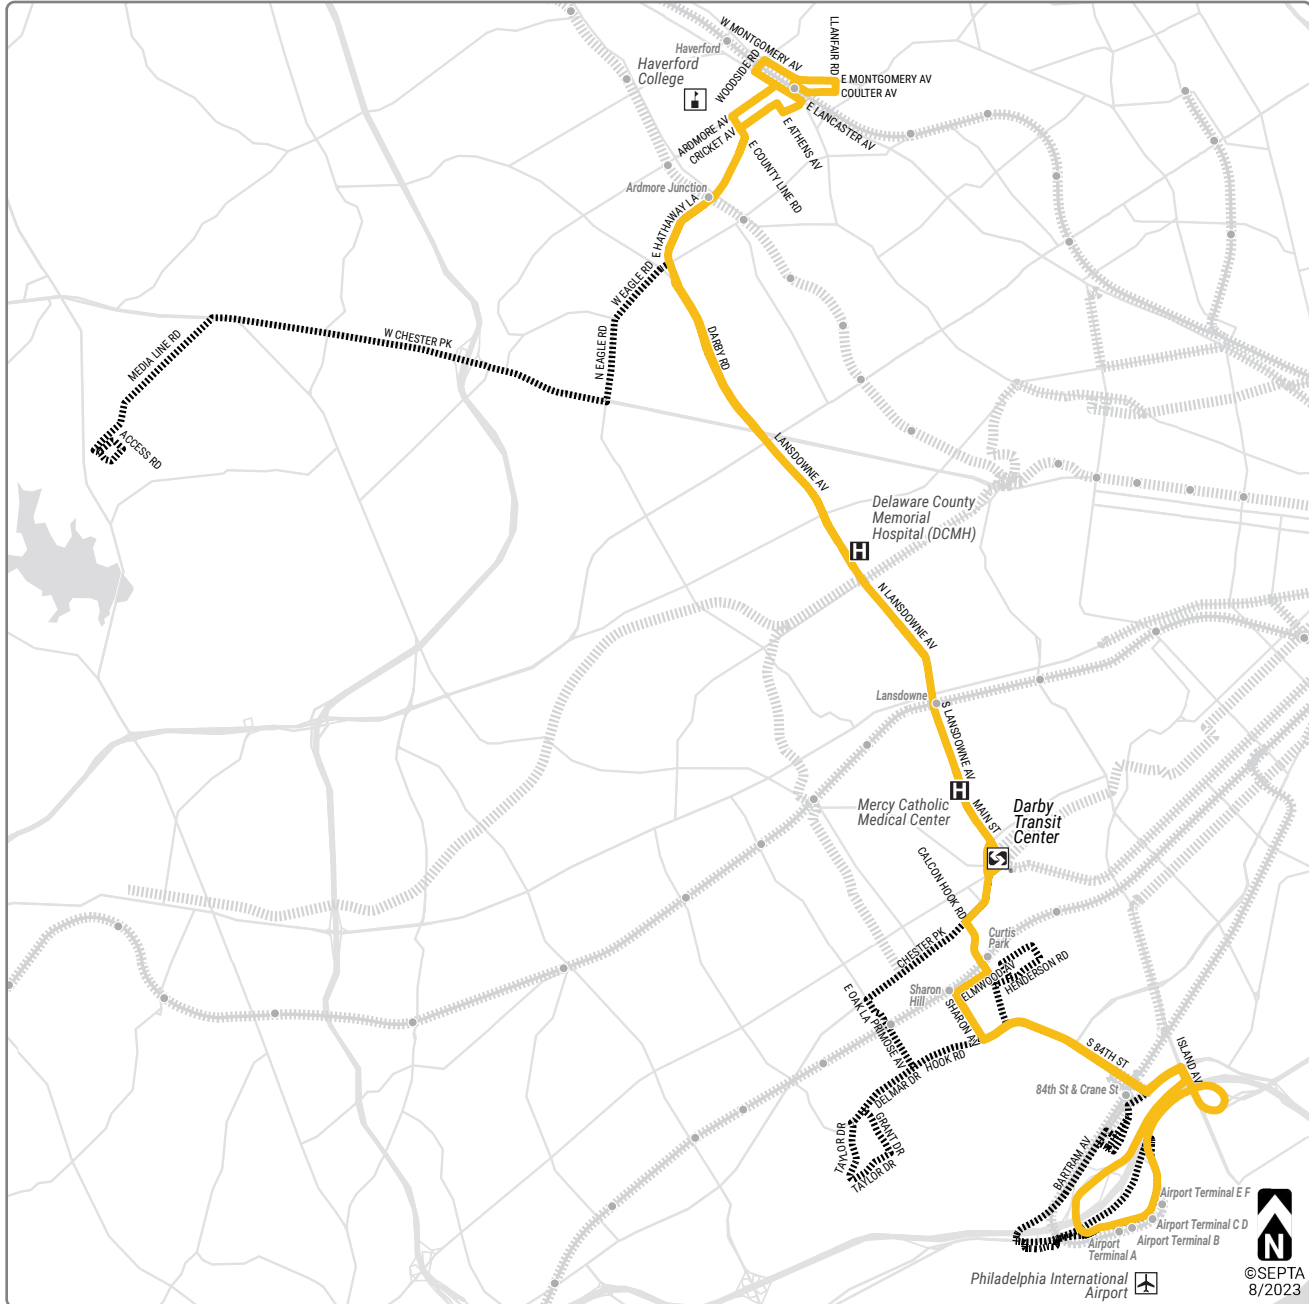 W MONTGOMERY AV
LLANFAIR RD
Haverford
Haverford
College
WOODSIDE RD
E MONTGOMERY AV
COULTER AV
E LANCASTER AV
ARDMORE AV
CRICKET AV
E ATHENS AV
E COUNTY LINE RD
Ardmore Junction
E HATHAWAY LA
W EAGLE RD
N EAGLE RD
W CHESTER PK
MEDIA LINE RD
ACCESS RD
DARBY RD
LANSDOWNE AV
Delaware County
Memorial
Hospital (DCMH)
H
N LANSDOWNE AV
Lansdowne
S LANSDOWNE AV
H
Mercy Catholic
Medical Center
MAIN ST
Darby
Transit
Center
CALCON HOOK RD
CHESTER PK
Curtis
Park
ELMWOOD AV
HENDERSON RD
Sharon
Hill
SHARON AV
E OAK LA
PRIMOSE AV
HOOK RD
DELMAR DR
GRANT DR
TAYLOR DR
TAYLOR DR
S 84TH ST
ISLAND AV
84th St & Crane St
BARTRAM AV
Airport Terminal E F
Airport Terminal C D
Airport Terminal B
Airport
Terminal A
Philadelphia International
Airport
N
©SEPTA
8/2023